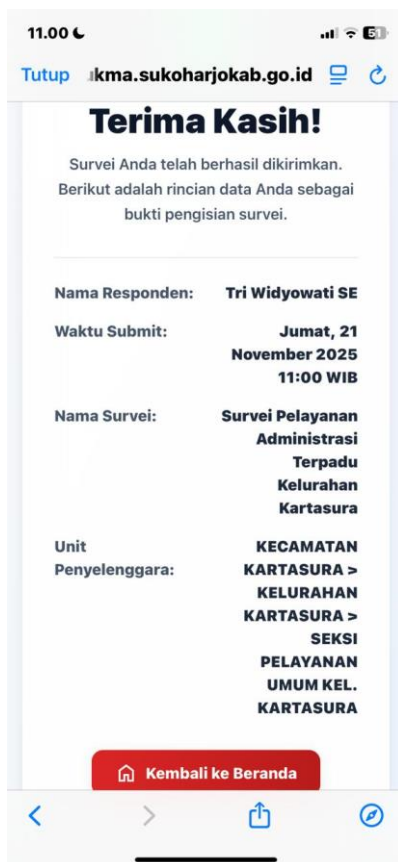 11.00
51
Tutup kma.sukoharjokab.go.id
Terima Kasih!
Survei Anda telah berhasil dikirimkan.
Berikut adalah rincian data Anda sebagai
bukti pengisian survei.
Nama Responden: Tri Widyowati SE
Waktu Submit: Jumat, 21
November 2025
11:00 WIB
Nama Survei: Survei Pelayanan
Administrasi
Terpadu
Kelurahan
Kartasura
Unit KECAMATAN
Penyelenggara: KARTASURA >
KELURAHAN
KARTASURA >
SEKSI
PELAYANAN
UMUM KEL.
KARTASURA
Kembali ke Beranda